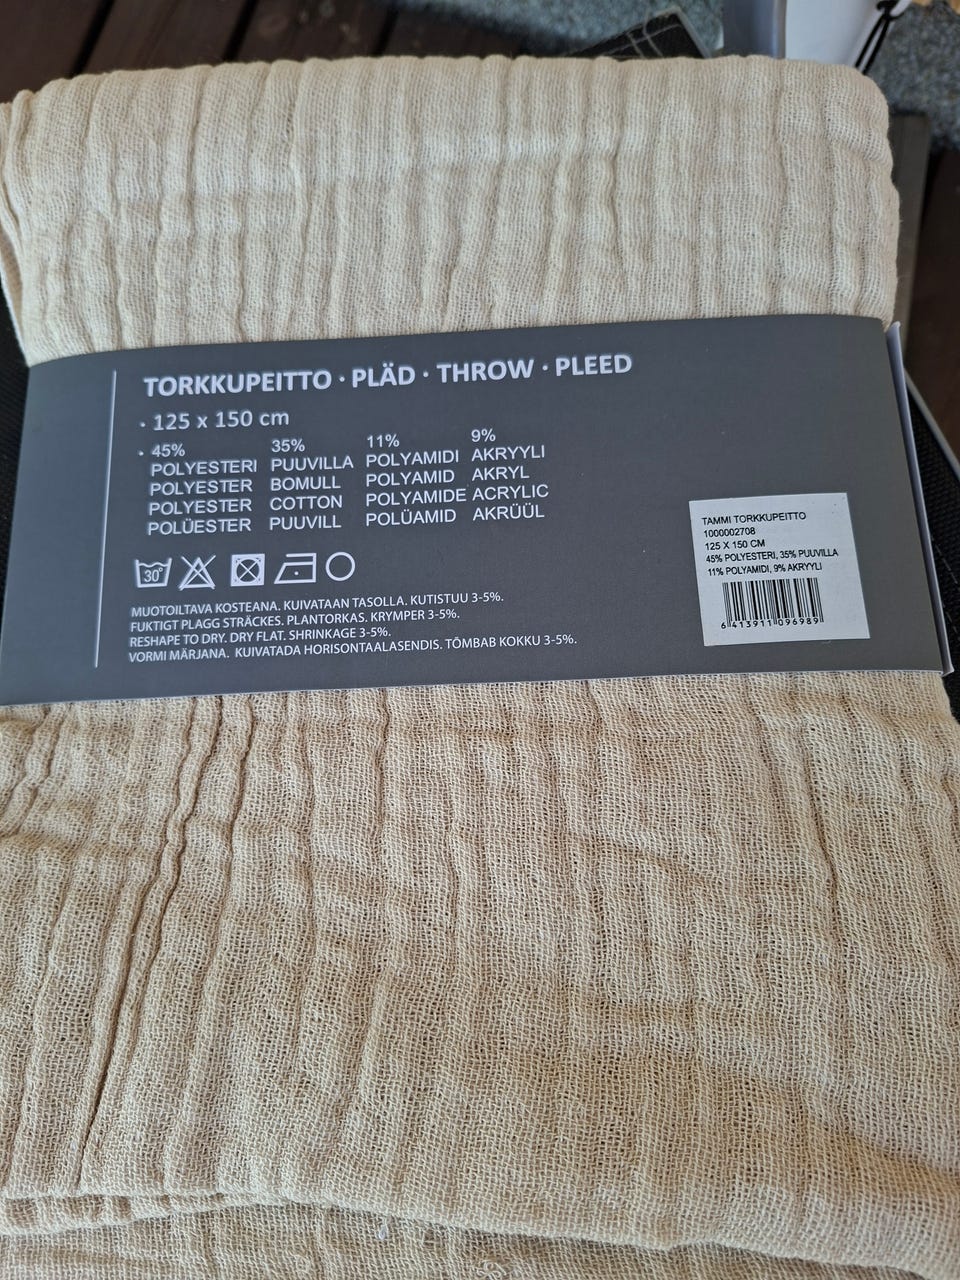 TORKKUPEITTO · PLÄD · THROW · PLEED
· 125 x 150 cm
· 45% 35% 11% 9%
POLYESTERI PUUVILLA POLYAMIDI AKRYYLI
POLYESTER BOMULL POLYAMID AKRYL
POLYESTER COTTON POLYAMIDE ACRYLIC
POLÜESTER PUUVILL POLÜAMID AKRÜÜL
30°
MUOTOILTAVA KOSTEANA. KUIVATAAN TASOLLA. KUTISTUU 3-5%.
FUKTIGT PLAGG STRÄCKES. PLANTORKAS. KRYMPER 3-5%.
RESHAPE TO DRY. DRY FLAT. SHRINKAGE 3-5%.
VORMI MÄRJANA. KUIVATADA HORISONTAALASENDIS. TÕMBAB KOKKU 3-5%.
TAMMI TORKKUPEITTO
1000002708
125 X 150 CM
45% POLYESTERI, 35% PUUVILLA
11% POLYAMIDI, 9% AKRYYLI
6 413911 096989